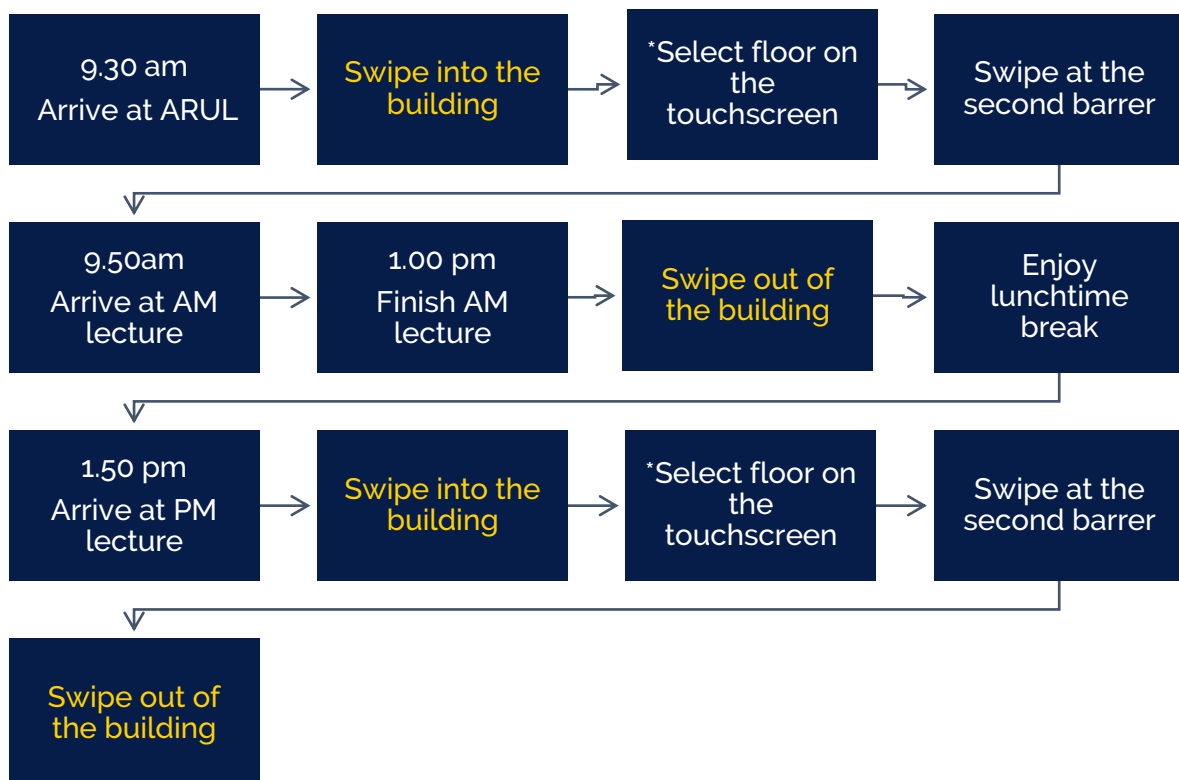 9.30 am
Arrive at ARUL
Swipe into the
building
*Select floor on
the
touchscreen
Swipe at the
second barrer
9.50am
Arrive at AM
lecture
1.00 pm
Finish AM
lecture
Swipe out of
the building
Enjoy
lunchtime
break
1.50 pm
Arrive at PM
lecture
Swipe into the
building
*Select floor on
the
touchscreen
Swipe at the
second barrer
Swipe out of
the building